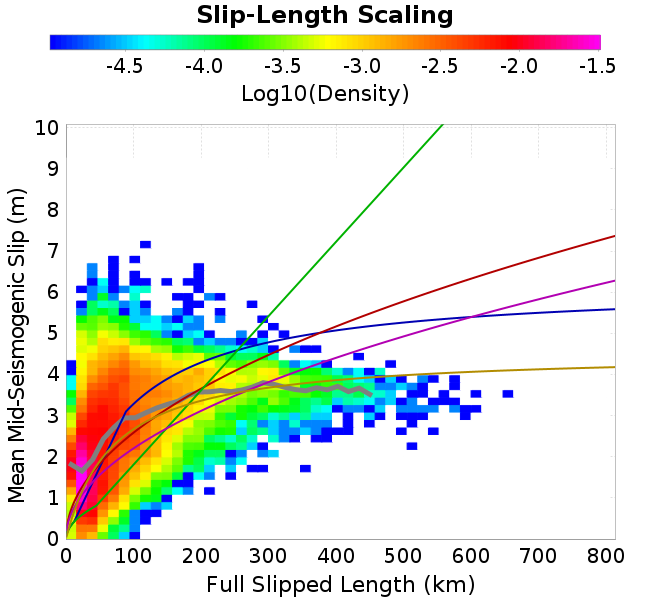 Slip-Length Scaling
-4.5 -4.0 -3.5 -3.0 -2.5 -2.0 -1.5
Log10(Density)
10
9
8
7
6
5
4
3
2
1
0
Mean Mid-Seismogenic Slip (m)
0 100 200 300 400 500 600 700 800
Full Slipped Length (km)